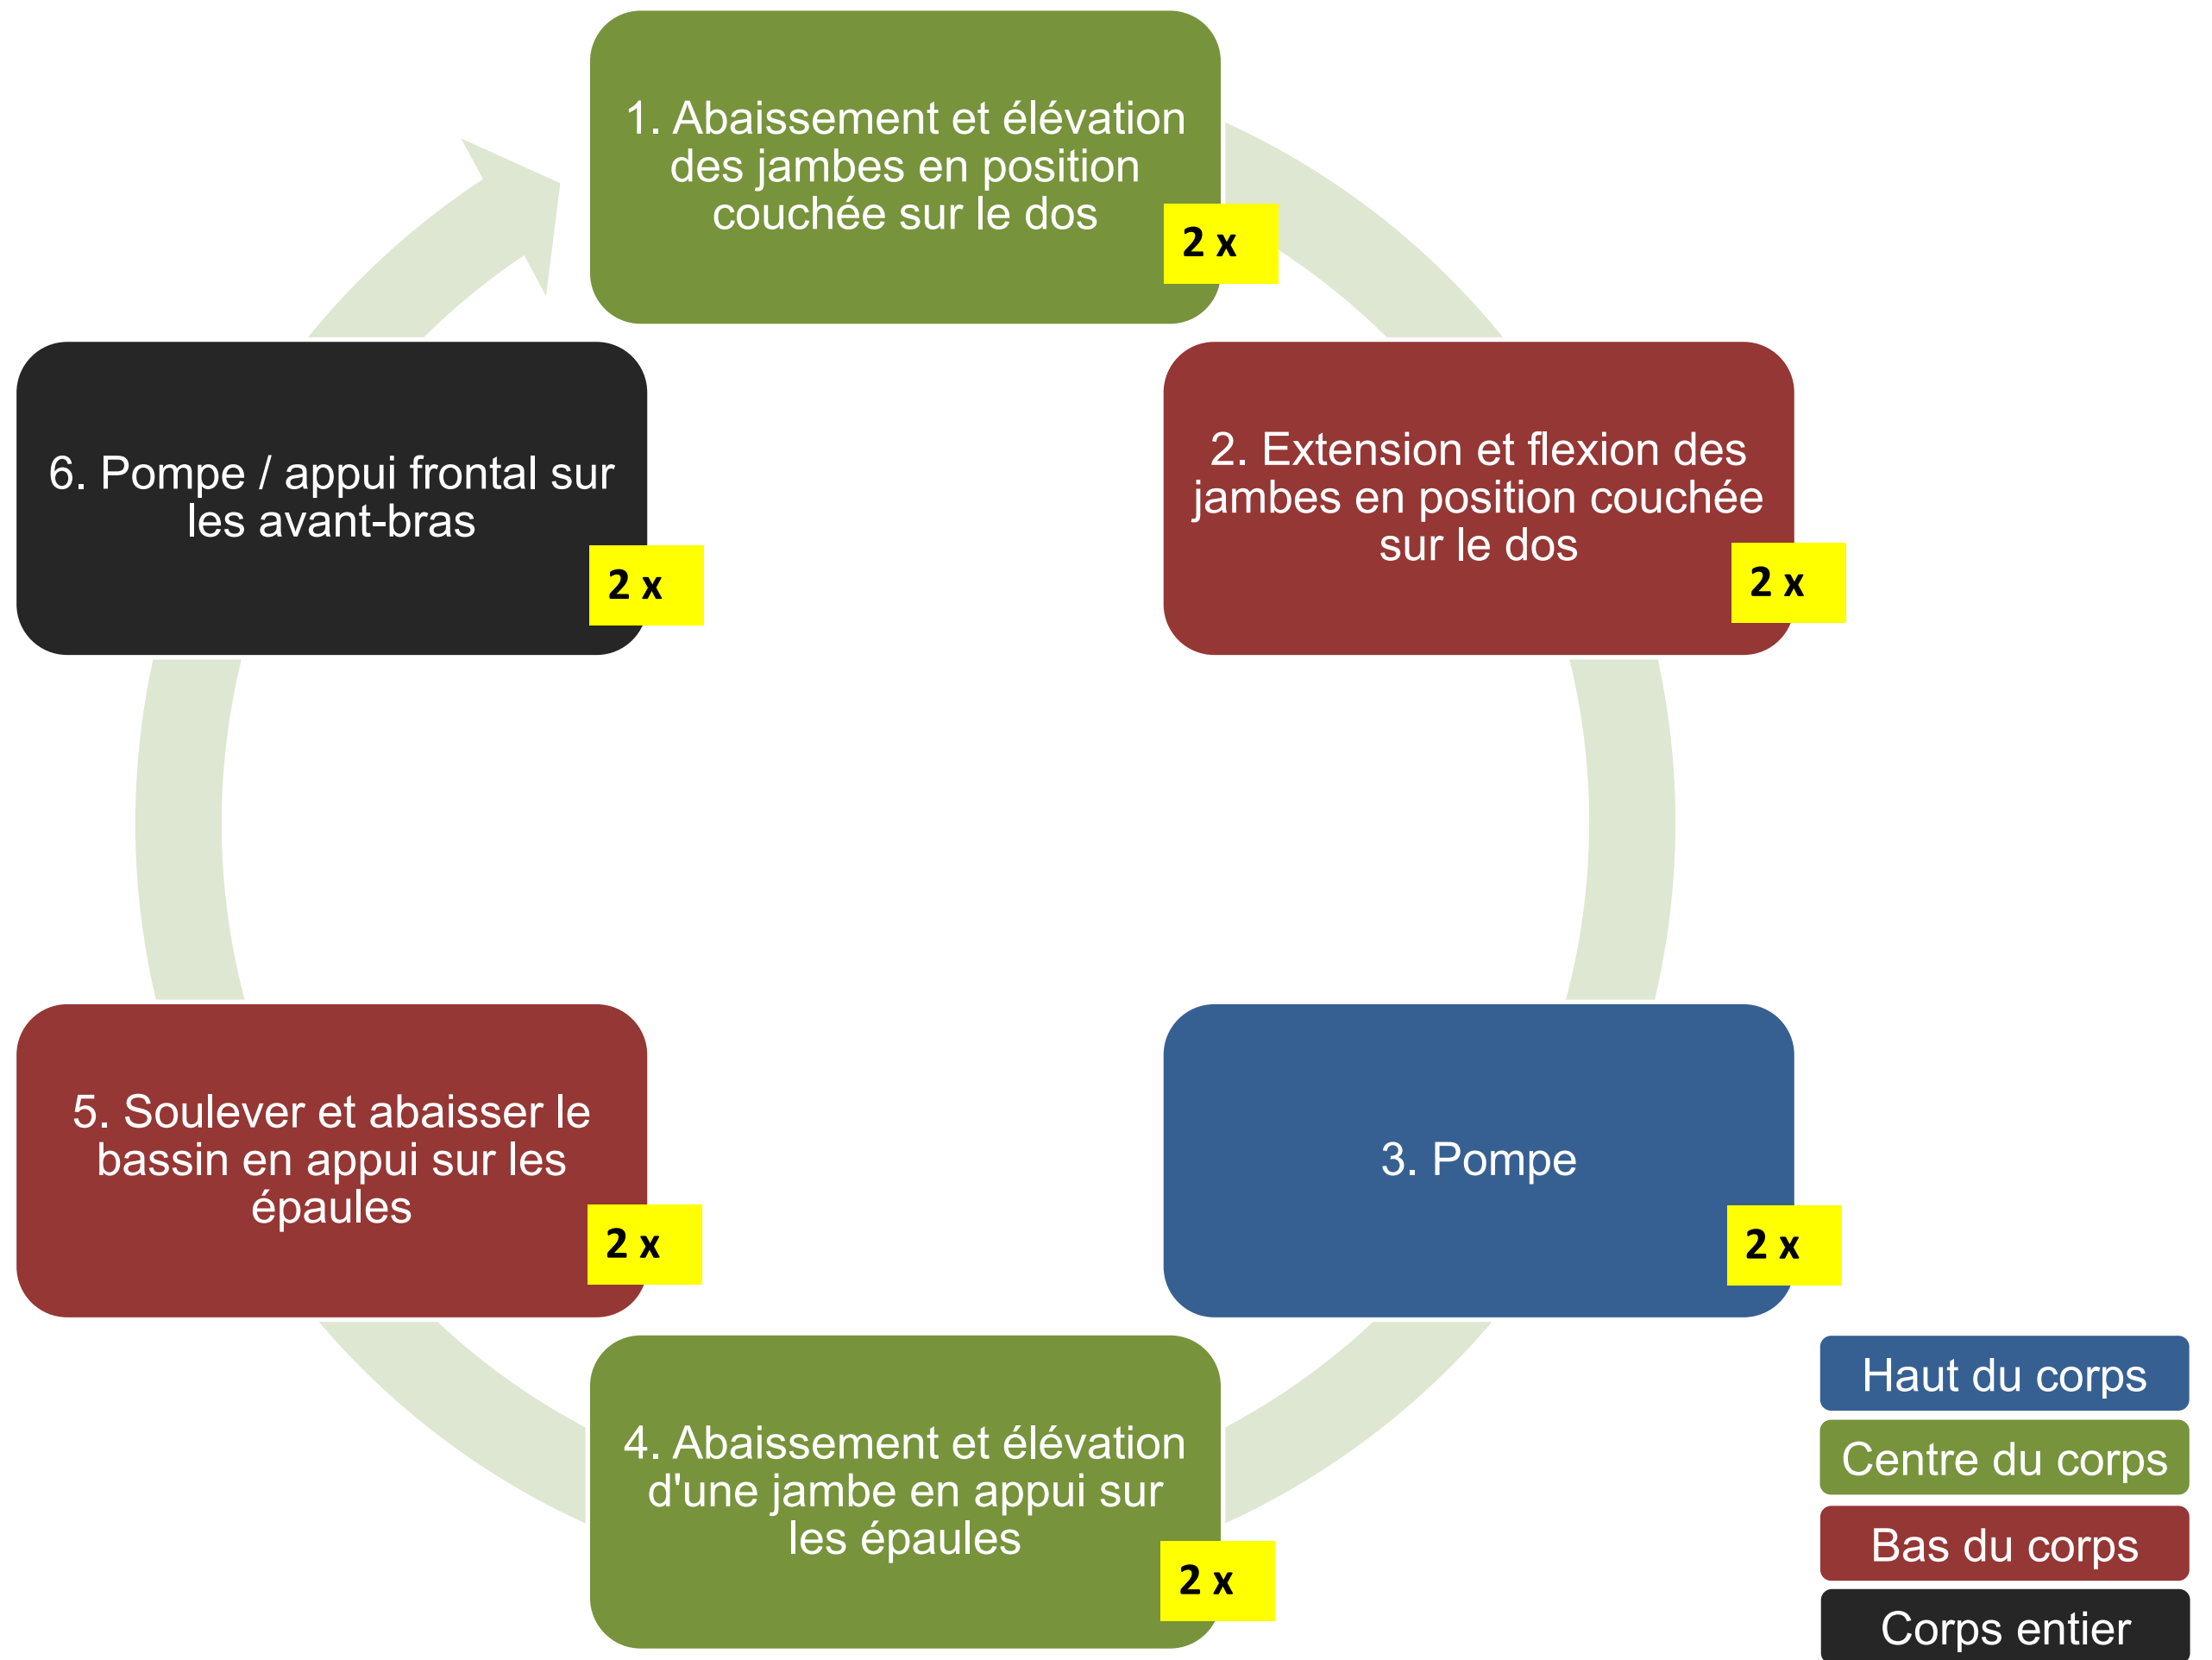 1. Abaissement et élévation
des jambes en position
couchée sur le dos
2 x
2. Extension et flexion des
jambes en position couchée
sur le dos
2 x
3. Pompe
2 x
4. Abaissement et élévation
d'une jambe en appui sur
les épaules
2 x
5. Soulever et abaisser le
bassin en appui sur les
épaules
2 x
6. Pompe / appui frontal sur
les avant-bras
2 x
Haut du corps
Centre du corps
Bas du corps
Corps entier